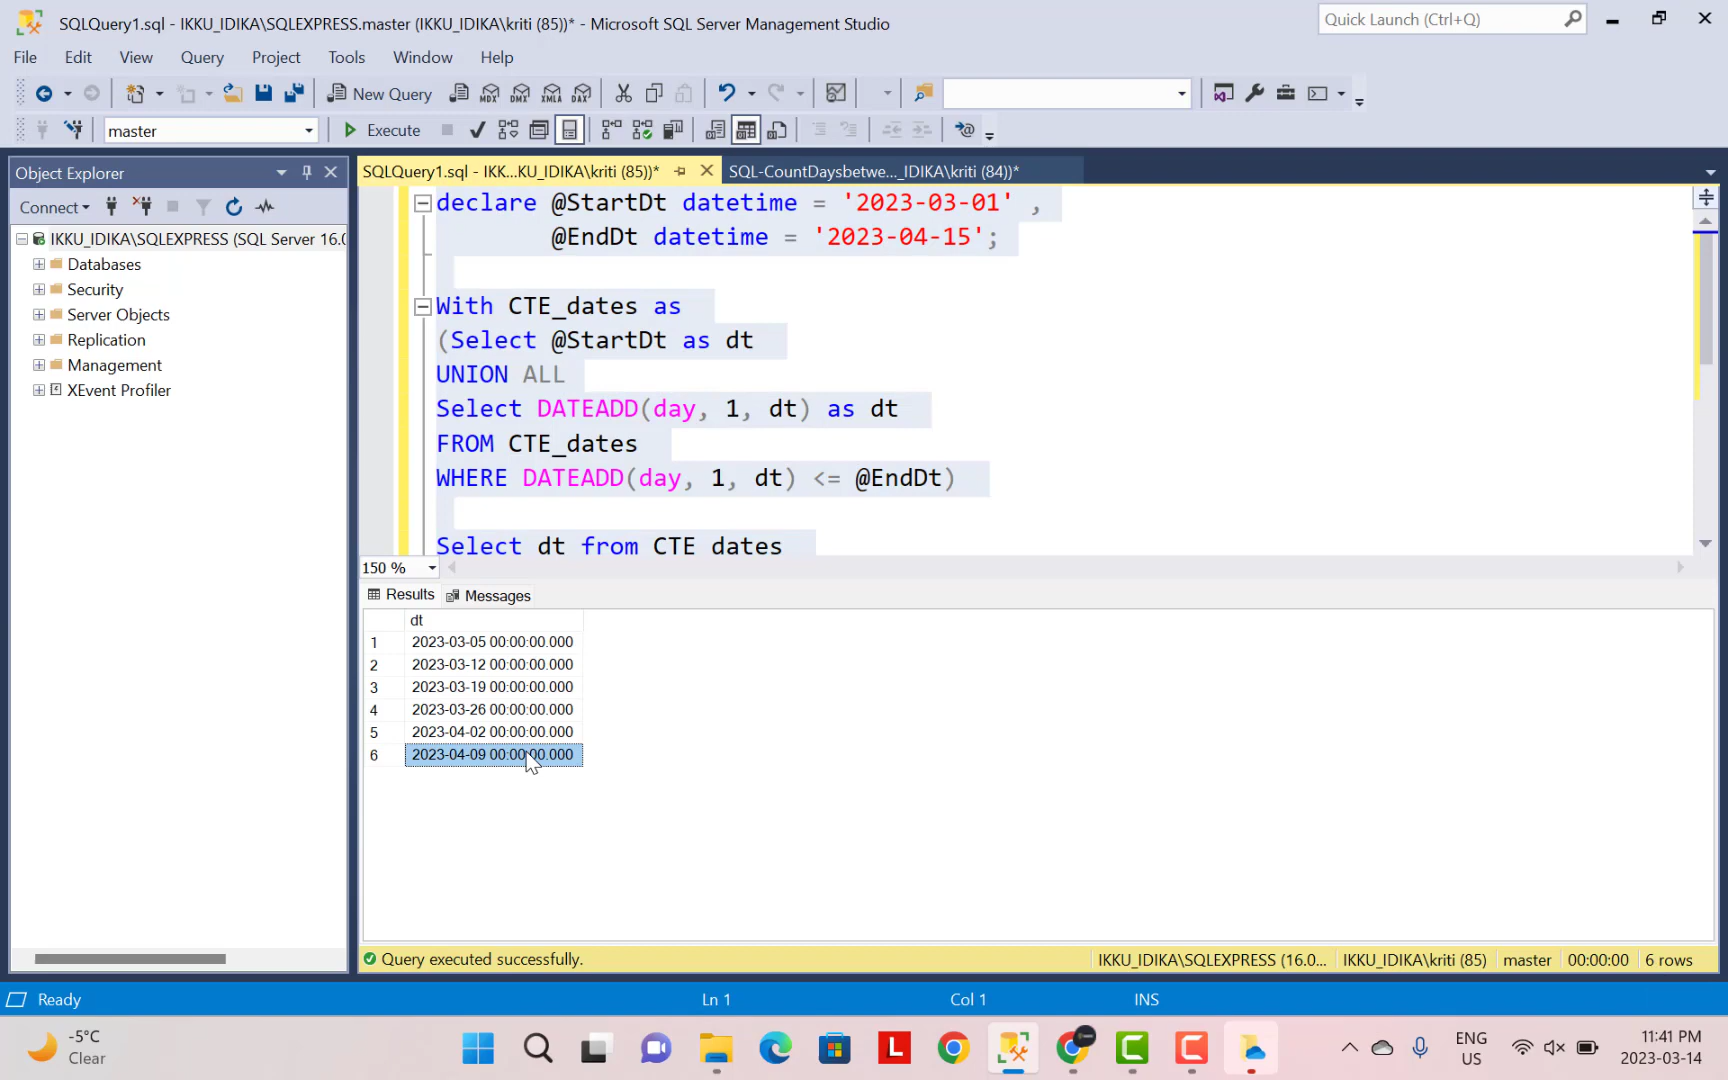 SQLQuery1.sql - IKKU_IDIKA\SQLEXPRESS.master (IKKU_IDIKA\kriti (85))* - Microsoft SQL Server Management Studio
Quick Launch (Ctrl+Q)
File Edit View Query Project Tools Window Help
New Query MDX DMX XMLA DAX
master Execute
Object Explorer
SQLQuery1.sql - IKK...KU_IDIKA\kriti (85))*
SQL-CountDaysbetwe..._IDIKA\kriti (84))*
Connect
IKKU_IDIKA\SQLEXPRESS (SQL Server 16.0
Databases
Security
Server Objects
Replication
Management
XEvent Profiler
declare @StartDt datetime = '2023-03-01' ,
@EndDt datetime = '2023-04-15';
With CTE_dates as
(Select @StartDt as dt
UNION ALL
Select DATEADD(day, 1, dt) as dt
FROM CTE_dates
WHERE DATEADD(day, 1, dt) <= @EndDt)
Select dt from CTE_dates
150 %
Results Messages
dt
1 2023-03-05 00:00:00.000
2 2023-03-12 00:00:00.000
3 2023-03-19 00:00:00.000
4 2023-03-26 00:00:00.000
5 2023-04-02 00:00:00.000
6 2023-04-09 00:00:00.000
Query executed successfully.
IKKU_IDIKA\SQLEXPRESS (16.0... IKKU_IDIKA\kriti (85) master 00:00:00 6 rows
Ready Ln 1 Col 1 INS
-5°C
Clear
L
C
C
ENG
US
11:41 PM
2023-03-14